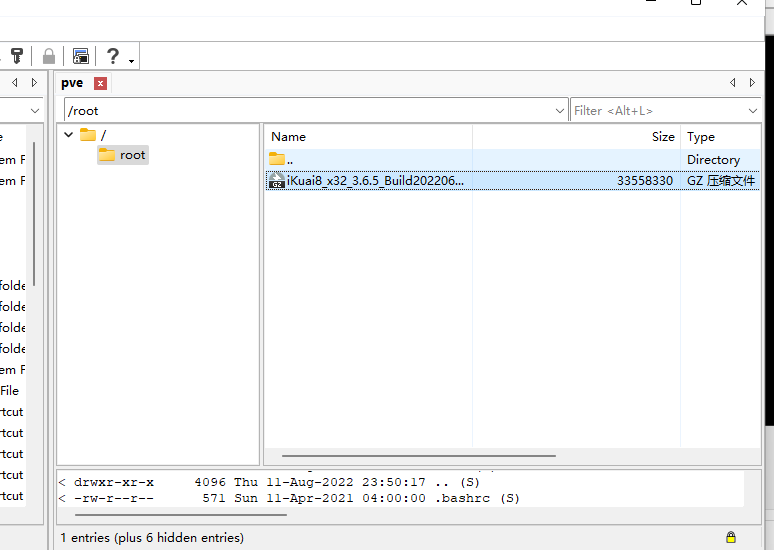 ?
pve
/root
Filter <Alt+L>
/
root
Name Size Type
.. Directory
iKuai8_x32_3.6.5_Build202206... 33558330 GZ 压缩文件
em F
em F
folde
folde
folde
folde
em F
File
rtcut
rtcut
rtcut
rtcut
rtcut
< drwxr-xr-x 4096 Thu 11-Aug-2022 23:50:17 .. (S)
< -rw-r--r-- 571 Sun 11-Apr-2021 04:00:00 .bashrc (S)
1 entries (plus 6 hidden entries)